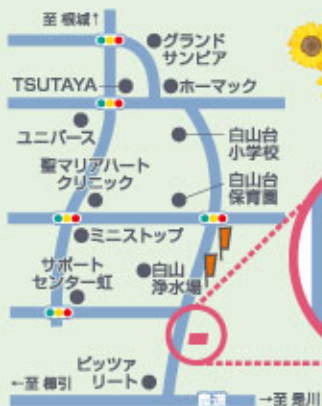 至 根城↑
グランド
サンピア
TSUTAYA
ホーマック
ユニバース
白山台
小学校
聖マリアハート
クリニック
白山台
保育園
ミニストップ
サポート
センター虹
白山
浄水場
ピッツァ
リート
←至 櫛引
→至 是川